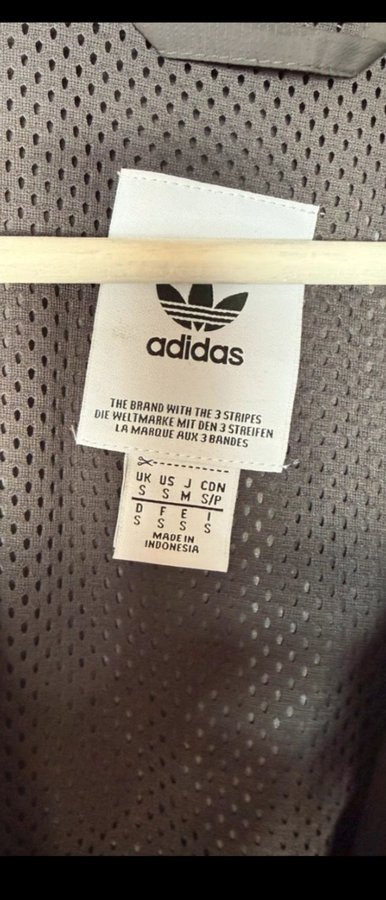 adidas
THE BRAND WITH THE 3 STRIPES
DIE WELTMARKE MIT DEN 3 STREIFEN
LA MARQUE AUX 3 BANDES
UK US J CDN
S S M S/P
D F E I
S S S S
MADE IN
INDONESIA